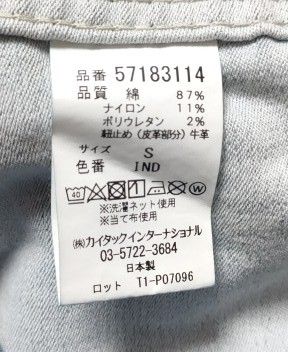 品番 57183114
品質 綿 87%
ナイロン 11%
ポリウレタン 2%
紐止め(皮革部分)牛革
サイズ S
色番 IND
40
※洗濯ネット使用
※当て布使用
㈱カイタックインターナショナル
03-5722-3684
日本製
ロット T1-P07096